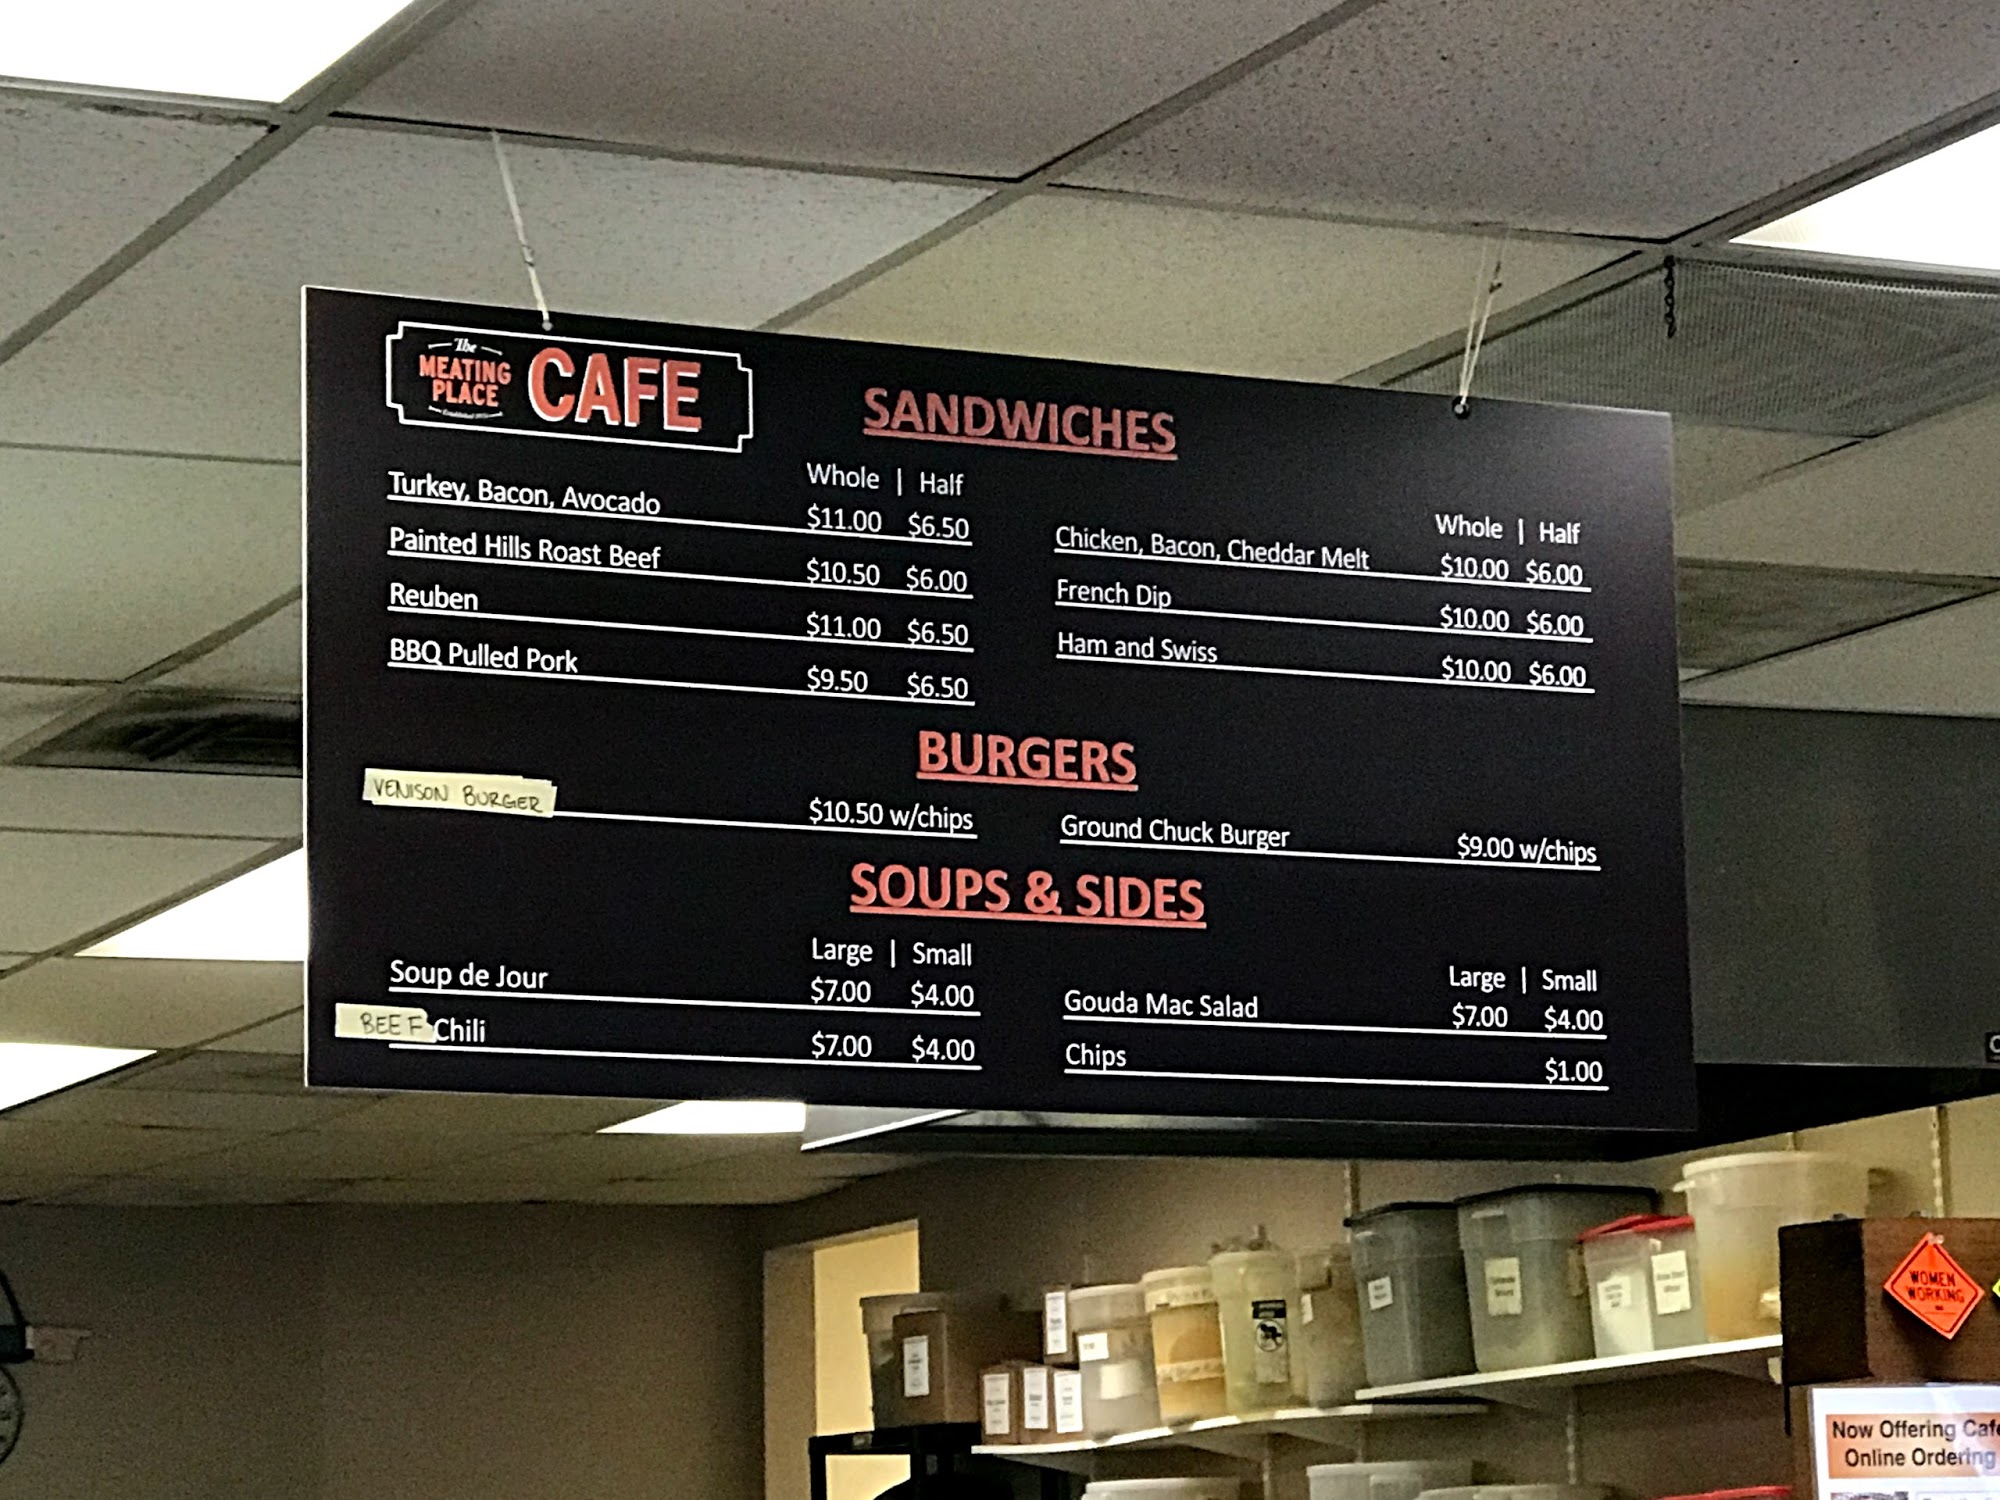 The
MEATING
PLACE
CAFE
SANDWICHES
Whole | Half
Turkey, Bacon, Avocado $11.00 $6.50
Painted Hills Roast Beef $10.50 $6.00
Reuben $11.00 $6.50
BBQ Pulled Pork $9.50 $6.50
Whole | Half
Chicken, Bacon, Cheddar Melt $10.00 $6.00
French Dip $10.00 $6.00
Ham and Swiss $10.00 $6.00
BURGERS
VENISON BURGER $10.50 w/chips
Ground Chuck Burger $9.00 w/chips
SOUPS & SIDES
Large | Small
Soup de Jour $7.00 $4.00
BEEF Chili $7.00 $4.00
Large | Small
Gouda Mac Salad $7.00 $4.00
Chips $1.00
WOMEN
WORKING
Now Offering Cafe
Online Ordering